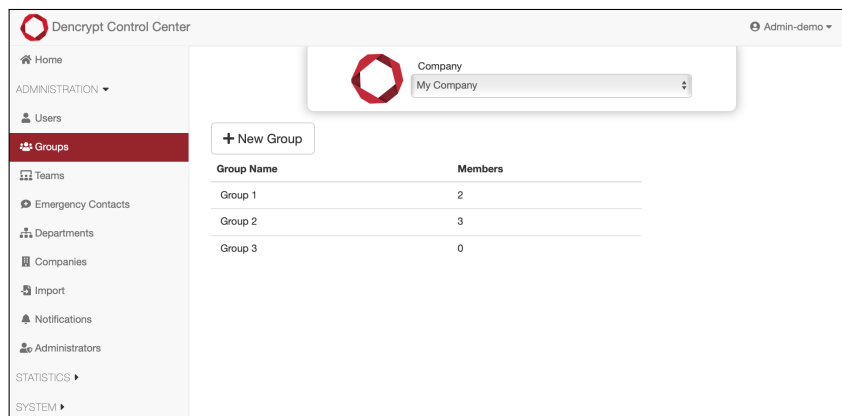 Dencrypt Control Center
Admin-demo
Home
ADMINISTRATION
Users
Groups
Teams
Emergency Contacts
Departments
Companies
Import
Notifications
Administrators
STATISTICS
SYSTEM
Company
My Company
+ New Group
Group Name Members
Group 1 2
Group 2 3
Group 3 0